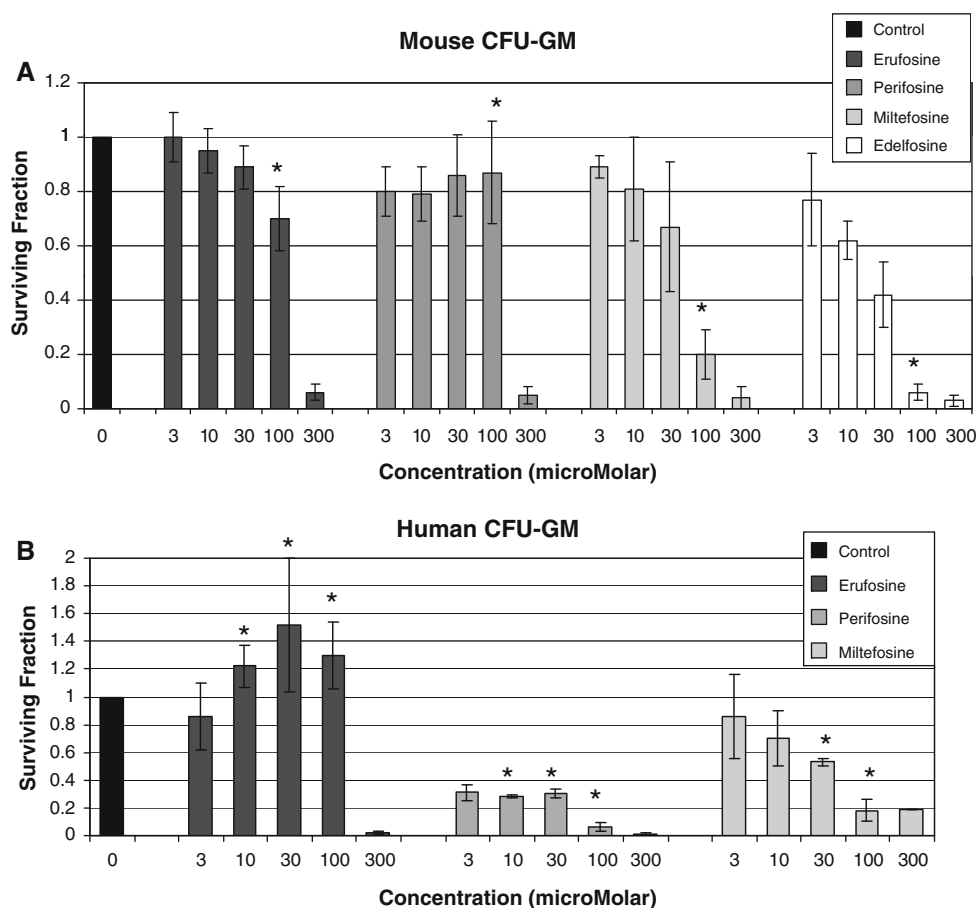 Mouse CFU-GM
A
Control
Erufosine
Perifosine
Miltefosine
Edelfosine
Surviving Fraction
1.2
1
0.8
0.6
0.4
0.2
0
* * * *
0 3 10 30 100 300 3 10 30 100 300 3 10 30 100 300 3 10 30 100 300
Concentration (microMolar)
Human CFU-GM
B
Control
Erufosine
Perifosine
Miltefosine
Surviving Fraction
2
1.8
1.6
1.4
1.2
1
0.8
0.6
0.4
0.2
0
* * * * * * * *
0 3 10 30 100 300 3 10 30 100 300 3 10 30 100 300
Concentration (microMolar)